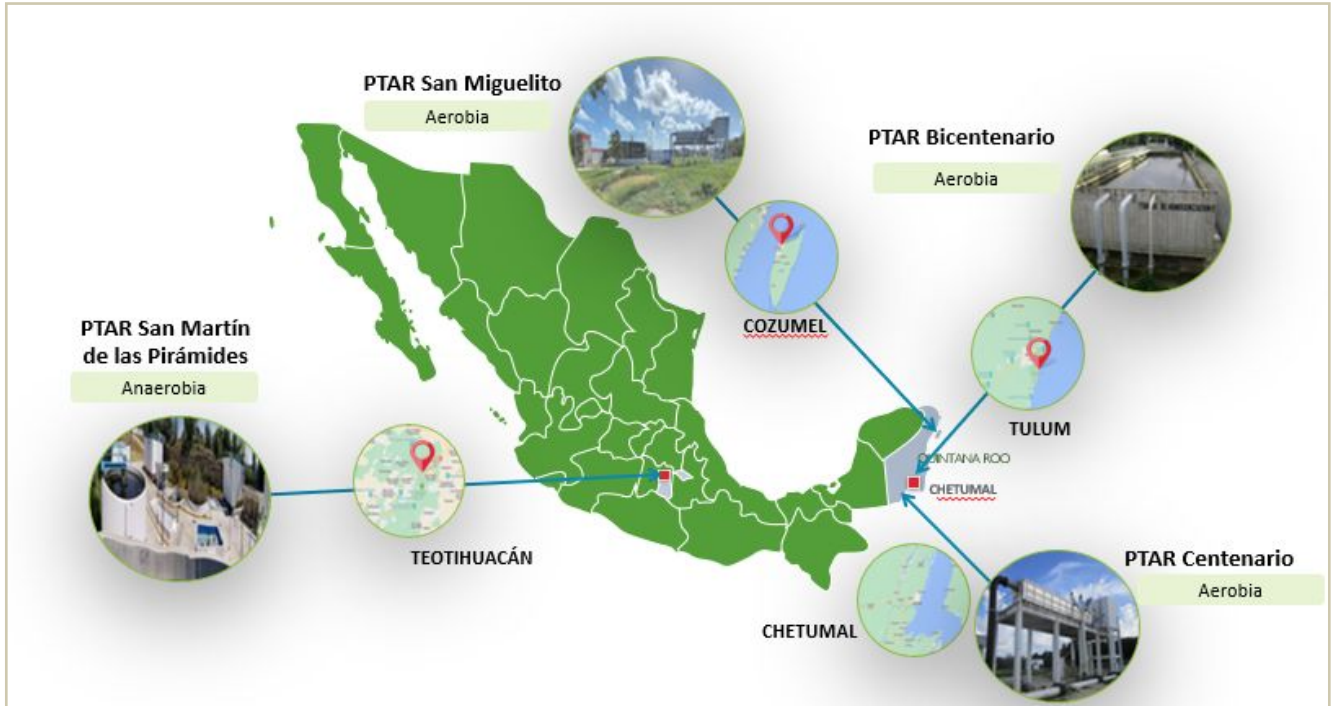 PTAR San Miguelito
Aerobia
PTAR Bicentenario
Aerobia
COZUMEL
PTAR San Martín
de las Pirámides
Anaerobia
TULUM
QUINTANA ROO
CHETUMAL
TEOTIHUACÁN
PTAR Centenario
Aerobia
CHETUMAL